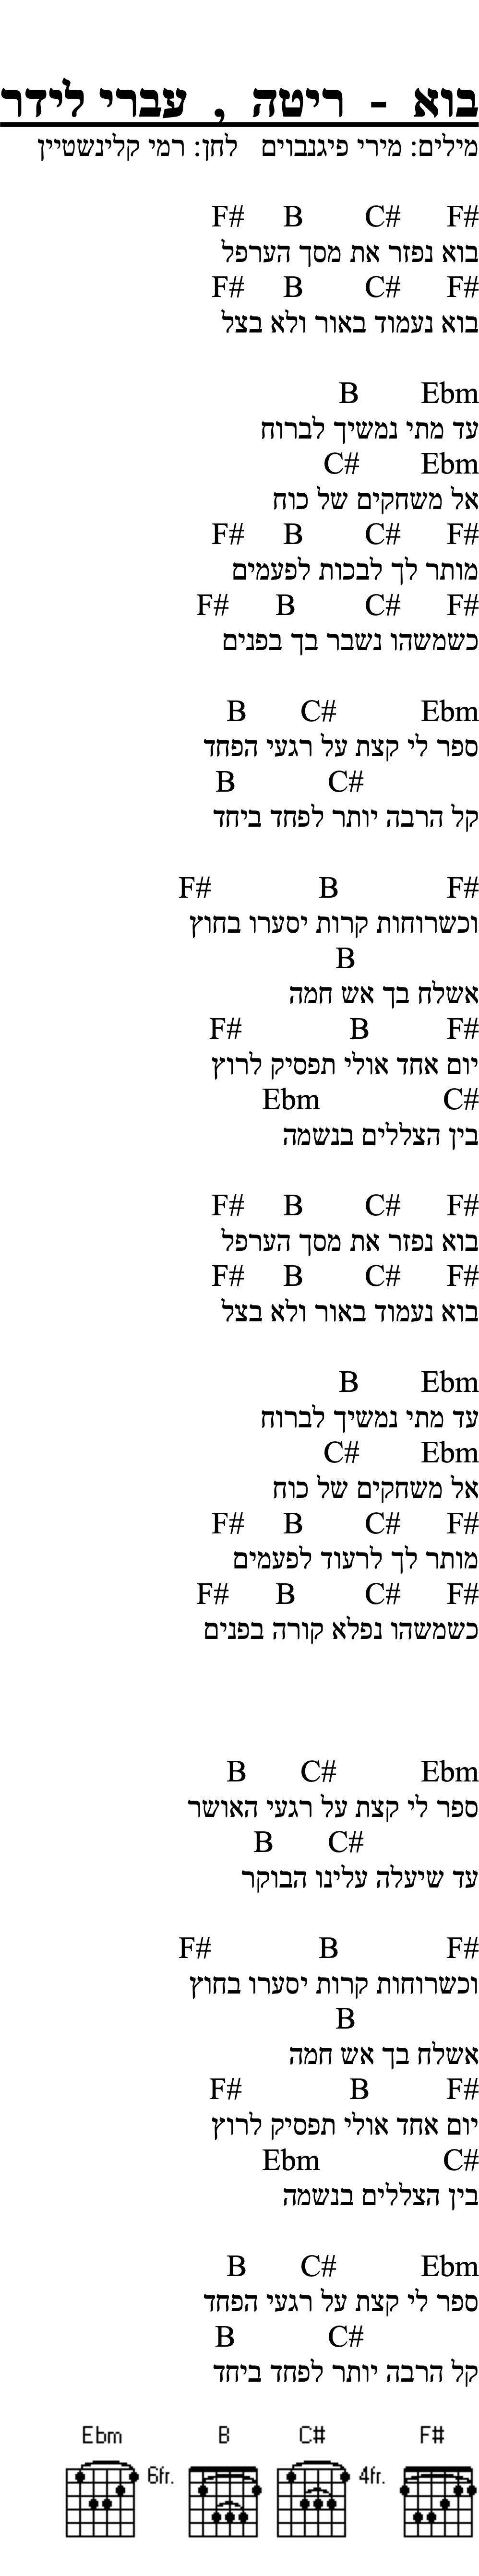 בוא - ריטה , עברי לידר
מילים: מירי פיגנבוים   לחן: רמי קלינשטיין
F# B C# F#
בוא נפזר את מסך הערפל
F# B C# F#
בוא נעמוד באור ולא בצל
B Ebm
עד מתי נמשיך לברוח
C# Ebm
אל משחקים של כוח
F# B C# F#
מותר לך לבכות לפעמים
F# B C# F#
כשמשהו נשבר בך בפנים
B C# Ebm
ספר לי קצת על רגעי הפחד
B C#
קל הרבה יותר לפחד ביחד
F# B F#
וכשרוחות קרות יסערו בחוץ
B
אשלח בך אש חמה
F# B F#
יום אחד אולי תפסיק לרוץ
Ebm C#
בין הצללים בנשמה
F# B C# F#
בוא נפזר את מסך הערפל
F# B C# F#
בוא נעמוד באור ולא בצל
B Ebm
עד מתי נמשיך לברוח
C# Ebm
אל משחקים של כוח
F# B C# F#
מותר לך לרעוד לפעמים
F# B C# F#
כשמשהו נפלא קורה בפנים
B C# Ebm
ספר לי קצת על רגעי האושר
B C#
עד שיעלה עלינו הבוקר
F# B F#
וכשרוחות קרות יסערו בחוץ
B
אשלח בך אש חמה
F# B F#
יום אחד אולי תפסיק לרוץ
Ebm C#
בין הצללים בנשמה
B C# Ebm
ספר לי קצת על רגעי הפחד
B C#
קל הרבה יותר לפחד ביחד
Ebm B C# F#
6fr. 4fr.